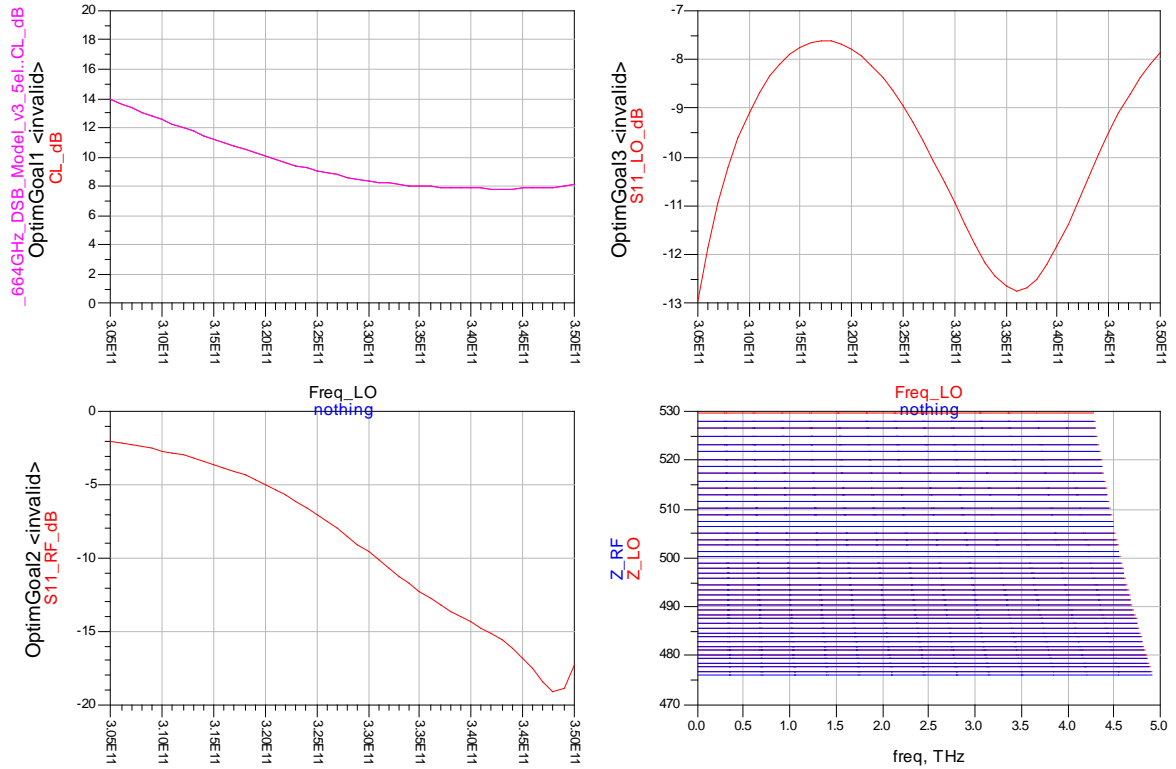 _664GHz_DSB_Model_v3_5el..CL_dB
OptimGoal1 <invalid>
CL_dB
20
18
16
14
12
10
8
6
4
2
0
3.05E11
3.10E11
3.15E11
3.20E11
3.25E11
3.30E11
3.35E11
3.40E11
3.45E11
3.50E11
Freq_LO
nothing
OptimGoal3 <invalid>
S11_LO_dB
-7
-8
-9
-10
-11
-12
-13
3.05E11
3.10E11
3.15E11
3.20E11
3.25E11
3.30E11
3.35E11
3.40E11
3.45E11
3.50E11
Freq_LO
nothing
OptimGoal2 <invalid>
S11_RF_dB
0
-5
-10
-15
-20
3.05E11
3.10E11
3.15E11
3.20E11
3.25E11
3.30E11
3.35E11
3.40E11
3.45E11
3.50E11
Z_RF
Z_LO
530
520
510
500
490
480
470
0.0
0.5
1.0
1.5
2.0
2.5
3.0
3.5
4.0
4.5
5.0
freq, THz